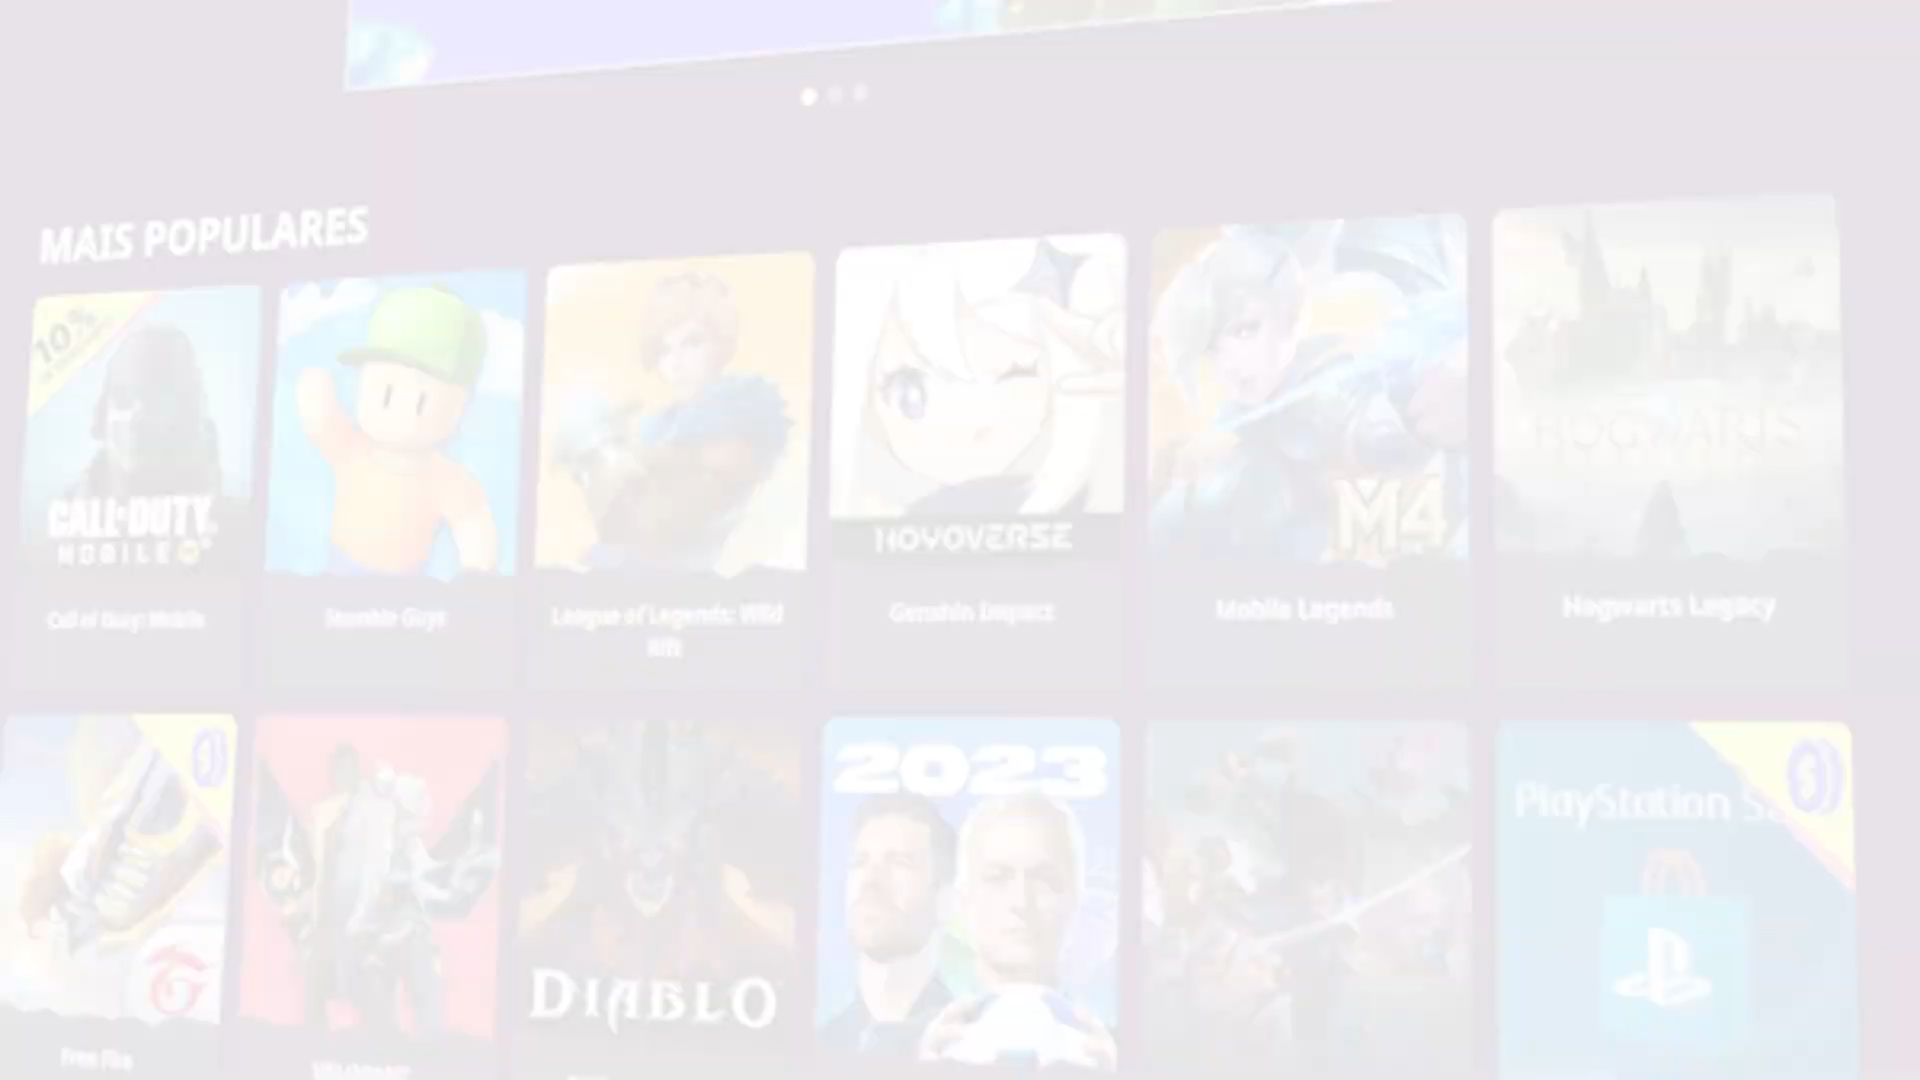 MAIS POPULARES
10%
CALL OF DUTY
MOBILE
HOYOVERSE
M4
HOGWARTS
Call of Duty: Mobile
Stumble Guys
League of Legends: Wild
Rift
Genshin Impact
Mobile Legends
Hogwarts Legacy
2023
PlayStation
DIABLO
Free Fire